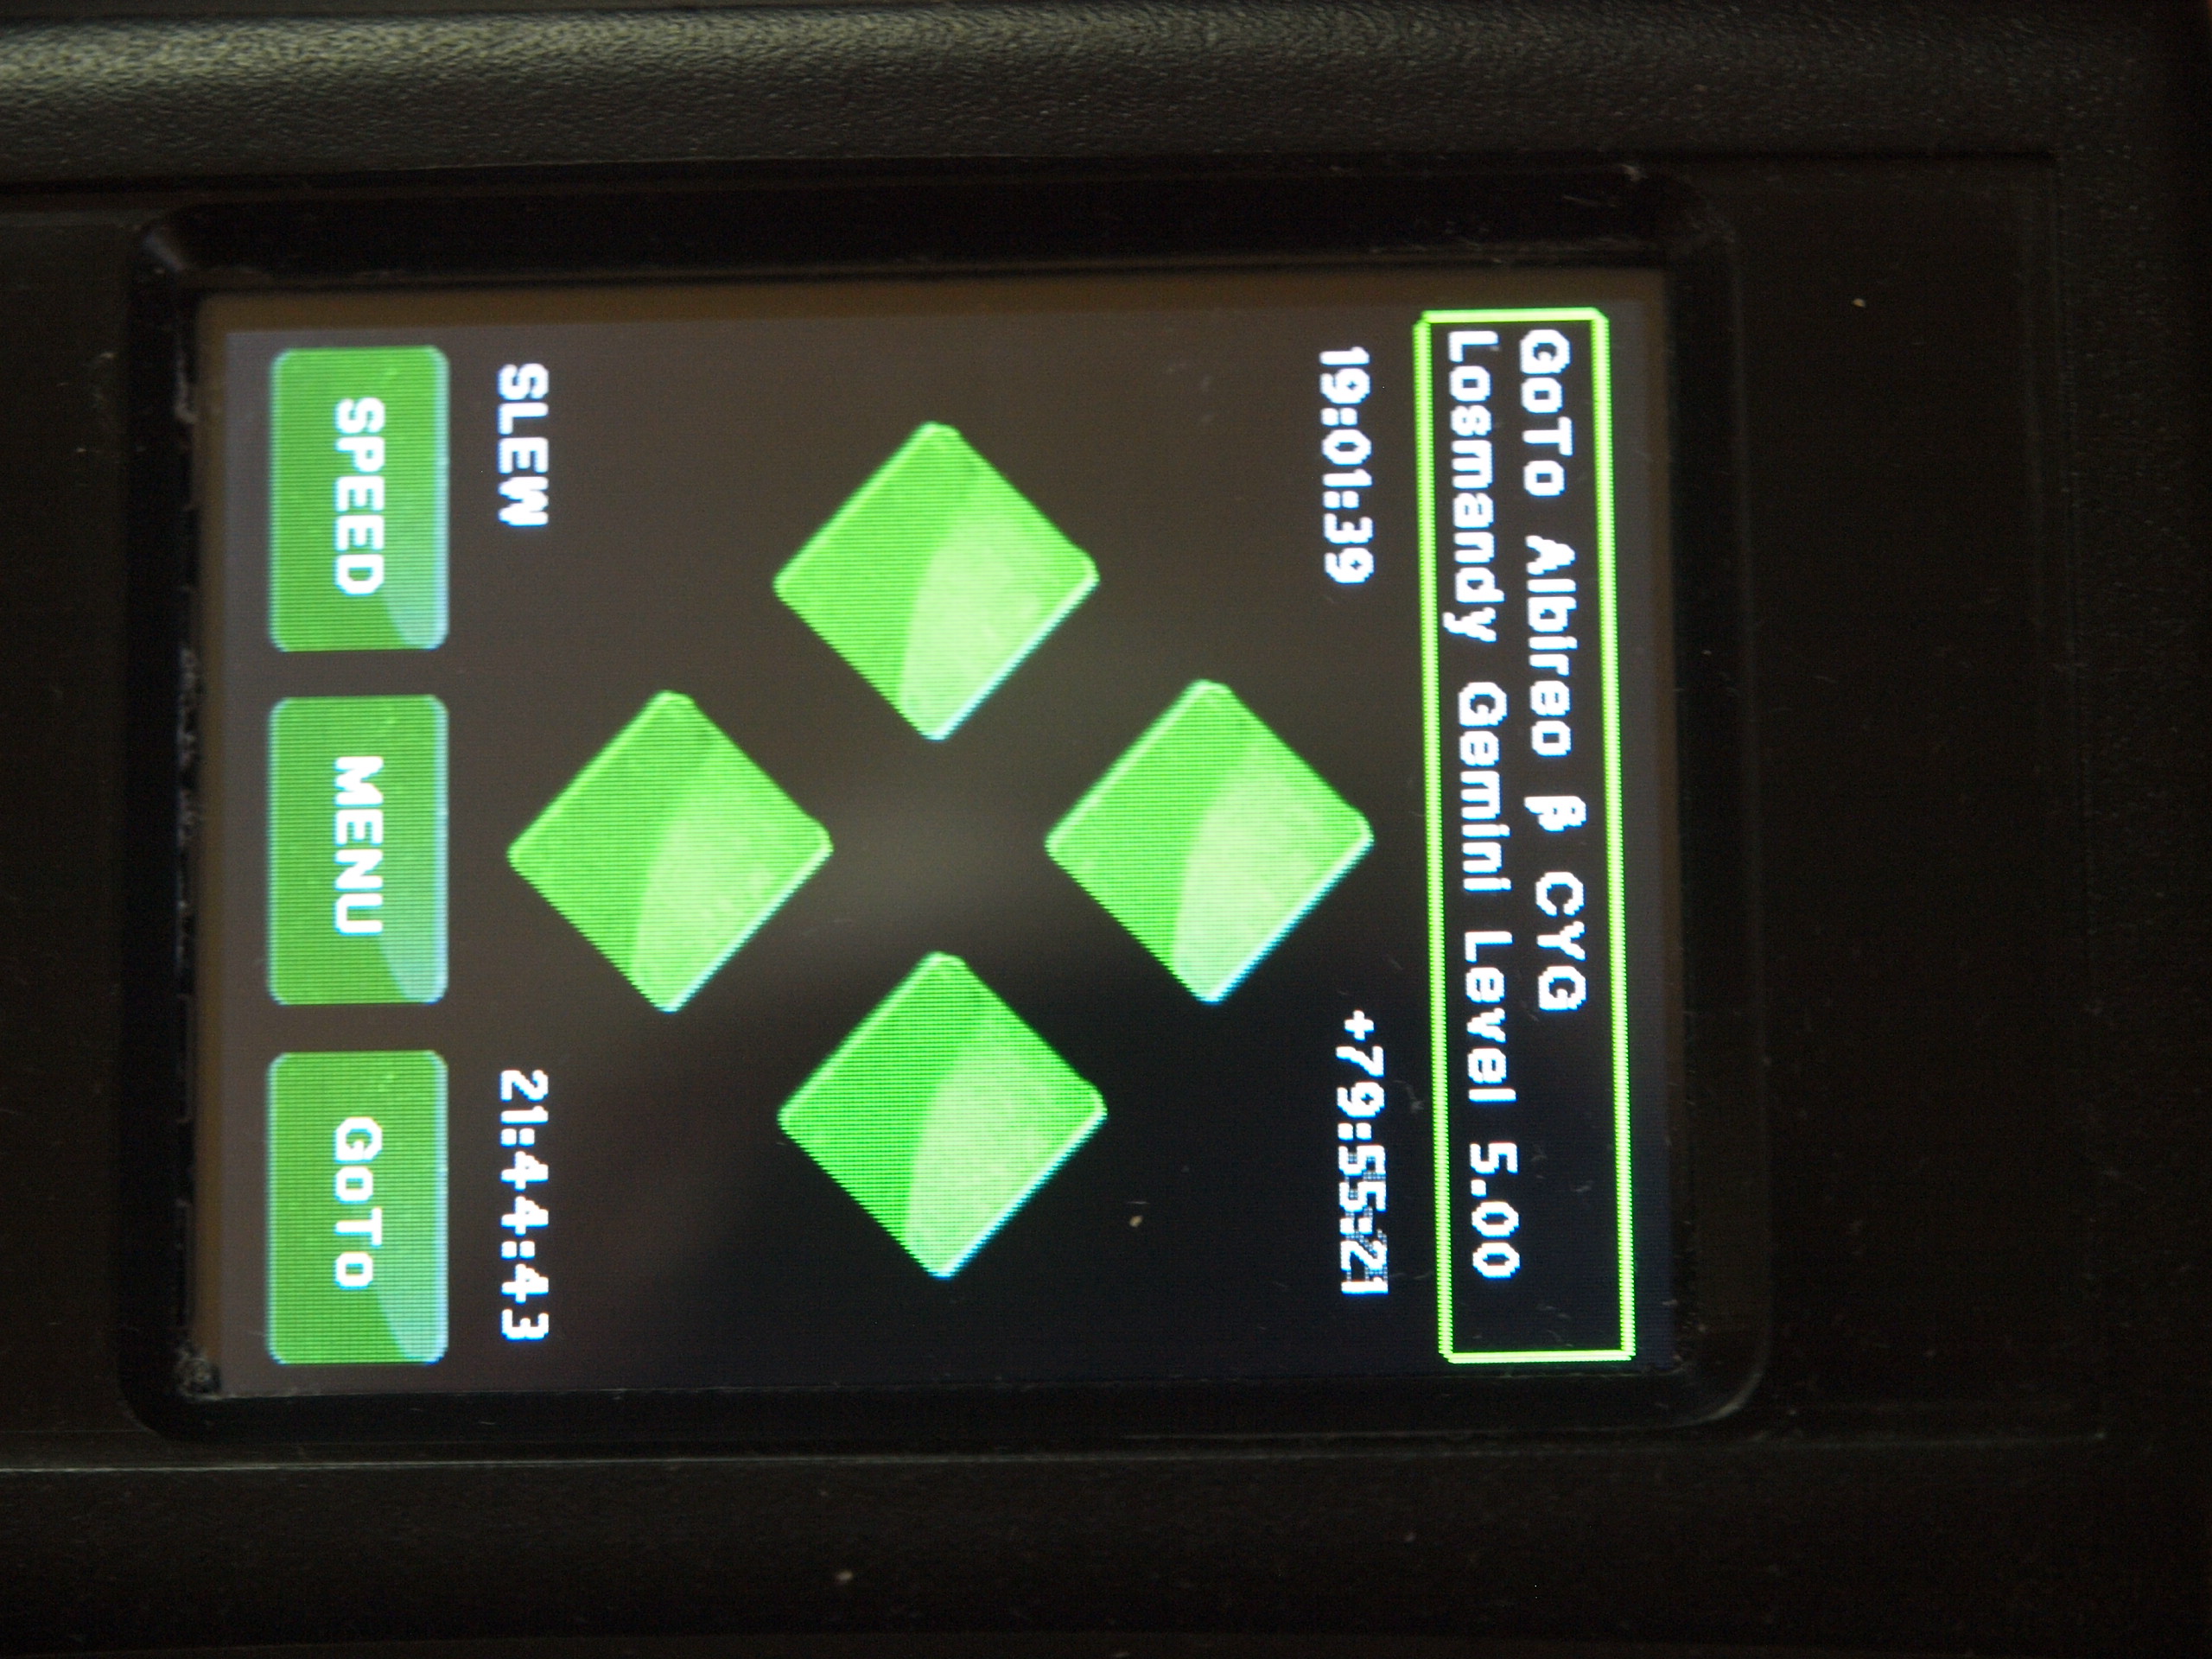 GoTo Albireo β CYG
Losmandy Gemini Level 5.00
19:01:39 +79:55:21
SLEW 21:44:43
SPEED MENU GoTo